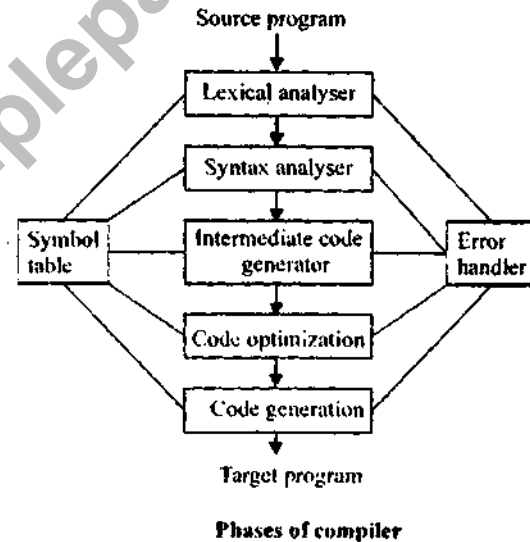 Source program
Lexical analyser
Syntax analyser
Symbol
table
Intermediate code
generator
Error
handler
Code optimization
Code generation
Target program
Phases of compiler